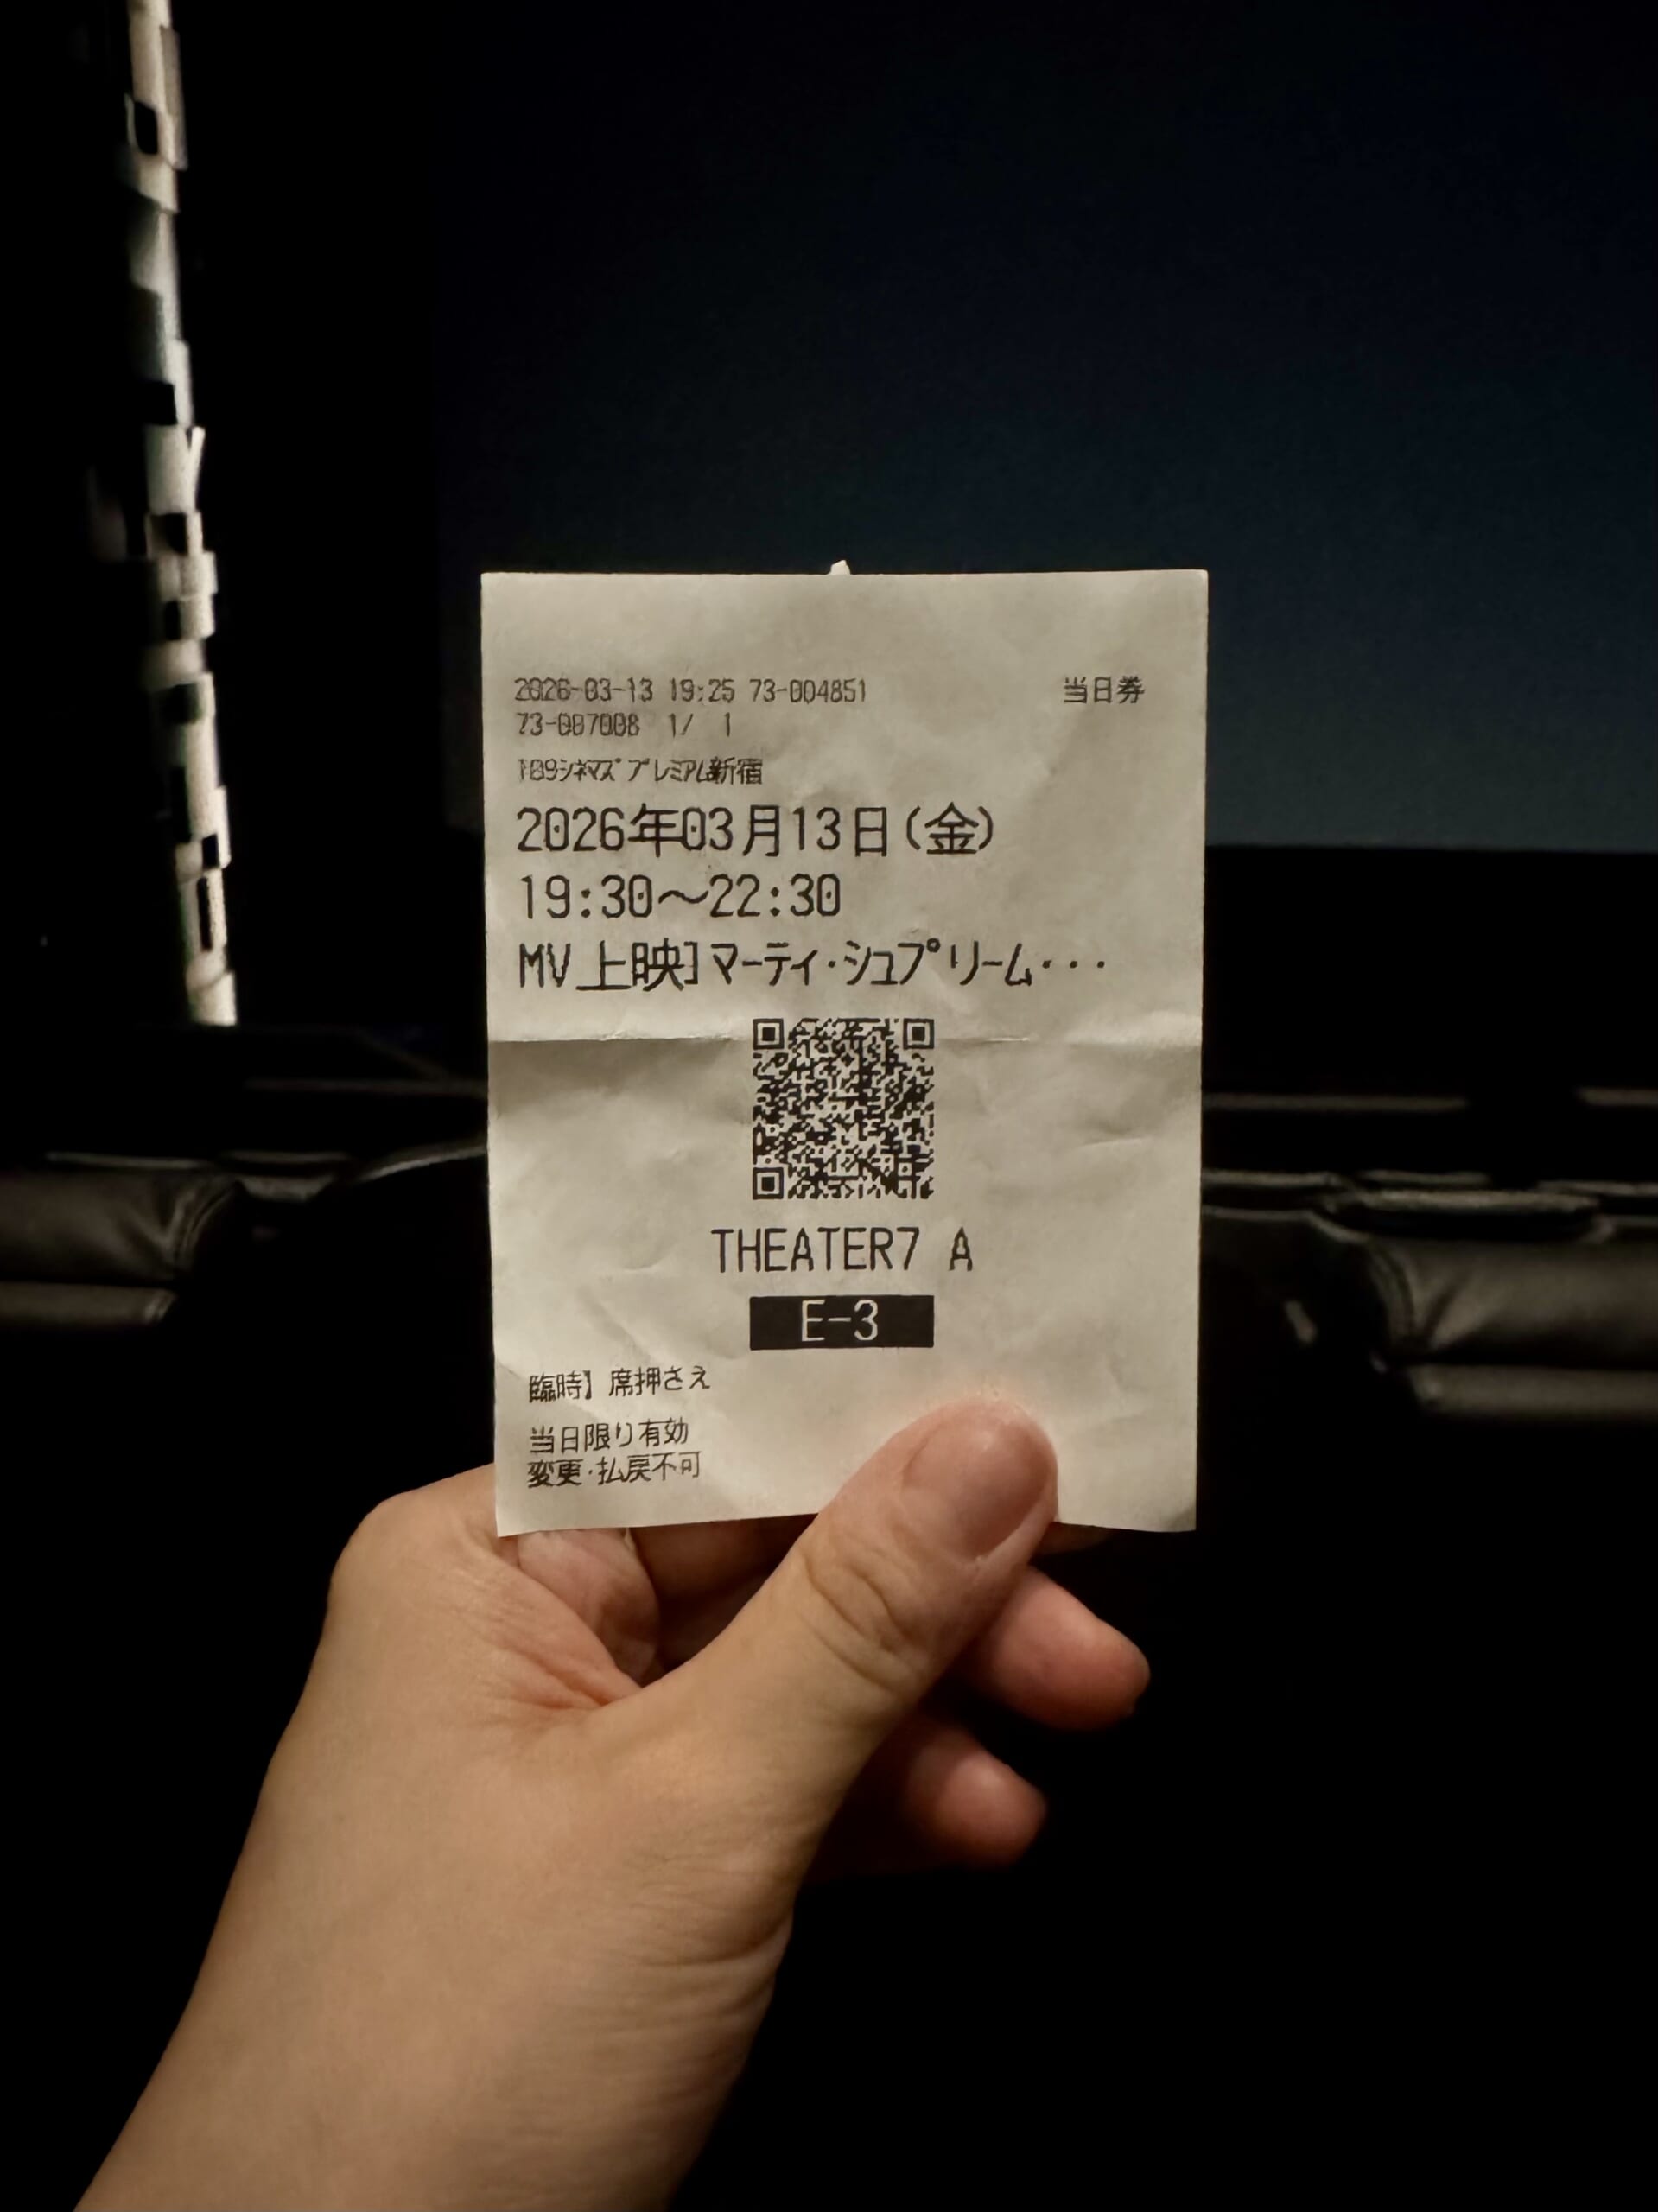 2026-03-13 19:25 73-004851 当日券
73-087008 1/ 1
109シネマズ プレミアム新宿
2026年03月13日(金)
19:30〜22:30
MV上映]マーティ・シュプリーム・・・
THEATER7 A
E-3
臨時】席押さえ
当日限り有効
変更・払戻不可